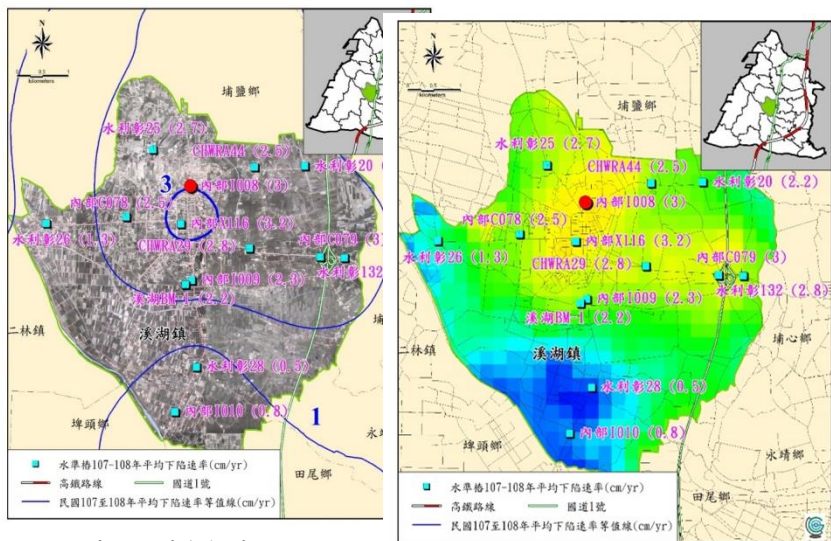 N
kilometers
埔鹽鄉
水利彰25 (2.7)
CHWRA44 (2.5)
水利彰20 (
3
內部I008 (3)
內部C078 (2.5)
內部X116 (3.2)
水利彰26 (1.3)
CHWRA29 (2.8)
內部C079 (3)
水利彰132
內部I009 (2.3)
溪湖BM-1 (2.2)
二林鎮
溪湖鎮
埔
水利彰28 (0.5)
內部I010 (0.8)
1
埤頭鄉
永
田尾鄉
水準樁107-108年平均下陷速率(cm/yr)
高鐵路線
國道1號
民國107至108年平均下陷速率等值線(cm/yr)
N
kilometers
埔鹽鄉
水利彰25 (2.7)
CHWRA44 (2.5)
水利彰20 (2.2)
內部I008 (3)
內部C078 (2.5)
內部X116 (3.2)
水利彰26 (1.3)
CHWRA29 (2.8)
內部C079 (3)
水利彰132 (2.8)
內部I009 (2.3)
溪湖BM-1 (2.2)
二林鎮
溪湖鎮
埔心鄉
水利彰28 (0.5)
內部I010 (0.8)
埤頭鄉
永靖鄉
田尾鄉
水準樁107-108年平均下陷速率(cm/yr)
高鐵路線
國道1號
民國107至108年平均下陷速率等值線(cm/yr)